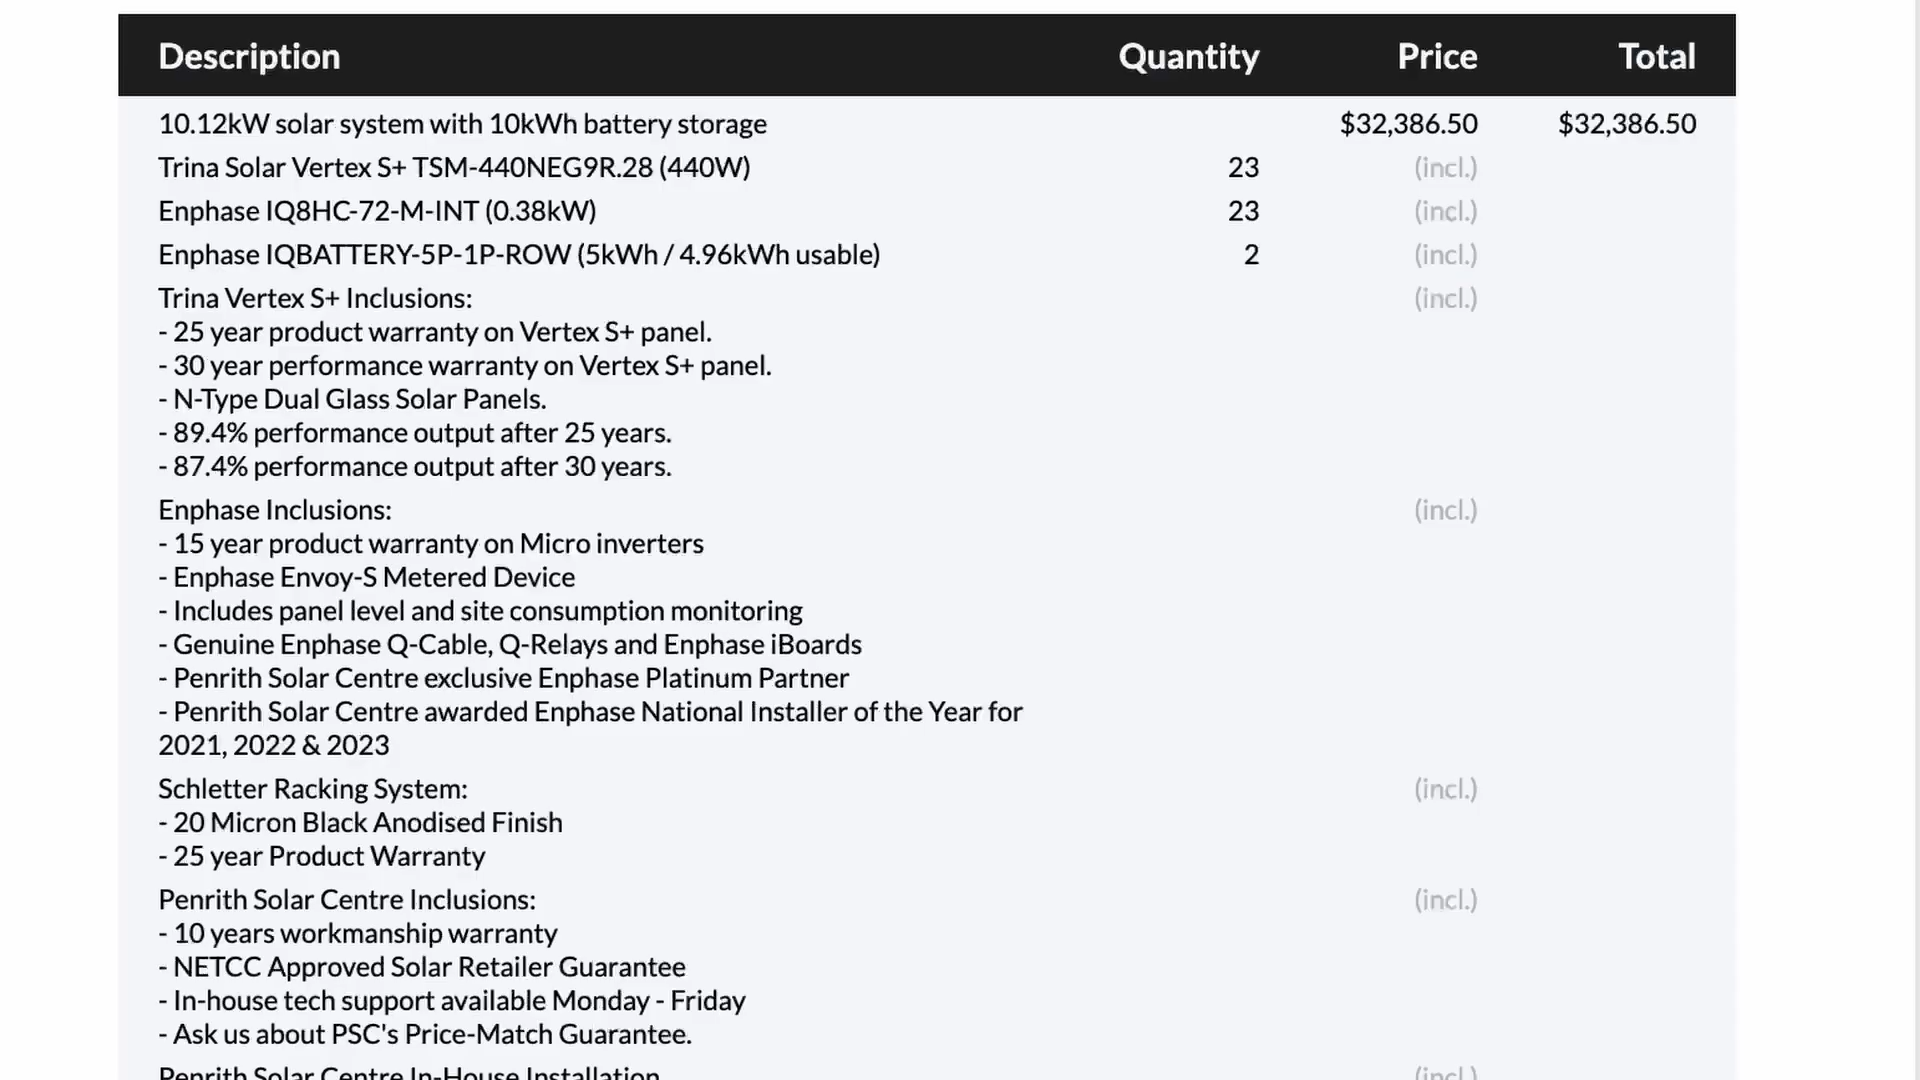 Description Quantity Price Total
10.12kW solar system with 10kWh battery storage $32,386.50 $32,386.50
Trina Solar Vertex S+ TSM-440NEG9R.28 (440W) 23 (incl.)
Enphase IQ8HC-72-M-INT (0.38kW) 23 (incl.)
Enphase IQBATTERY-5P-1P-ROW (5kWh / 4.96kWh usable) 2 (incl.)
Trina Vertex S+ Inclusions: (incl.)
- 25 year product warranty on Vertex S+ panel.
- 30 year performance warranty on Vertex S+ panel.
- N-Type Dual Glass Solar Panels.
- 89.4% performance output after 25 years.
- 87.4% performance output after 30 years.
Enphase Inclusions: (incl.)
- 15 year product warranty on Micro inverters
- Enphase Envoy-S Metered Device
- Includes panel level and site consumption monitoring
- Genuine Enphase Q-Cable, Q-Relays and Enphase iBoards
- Penrith Solar Centre exclusive Enphase Platinum Partner
- Penrith Solar Centre awarded Enphase National Installer of the Year for
2021, 2022 & 2023
Schletter Racking System: (incl.)
- 20 Micron Black Anodised Finish
- 25 year Product Warranty
Penrith Solar Centre Inclusions: (incl.)
- 10 years workmanship warranty
- NETCC Approved Solar Retailer Guarantee
- In-house tech support available Monday - Friday
- Ask us about PSC's Price-Match Guarantee.
Penrith Solar Centre In-House Installation (incl.)